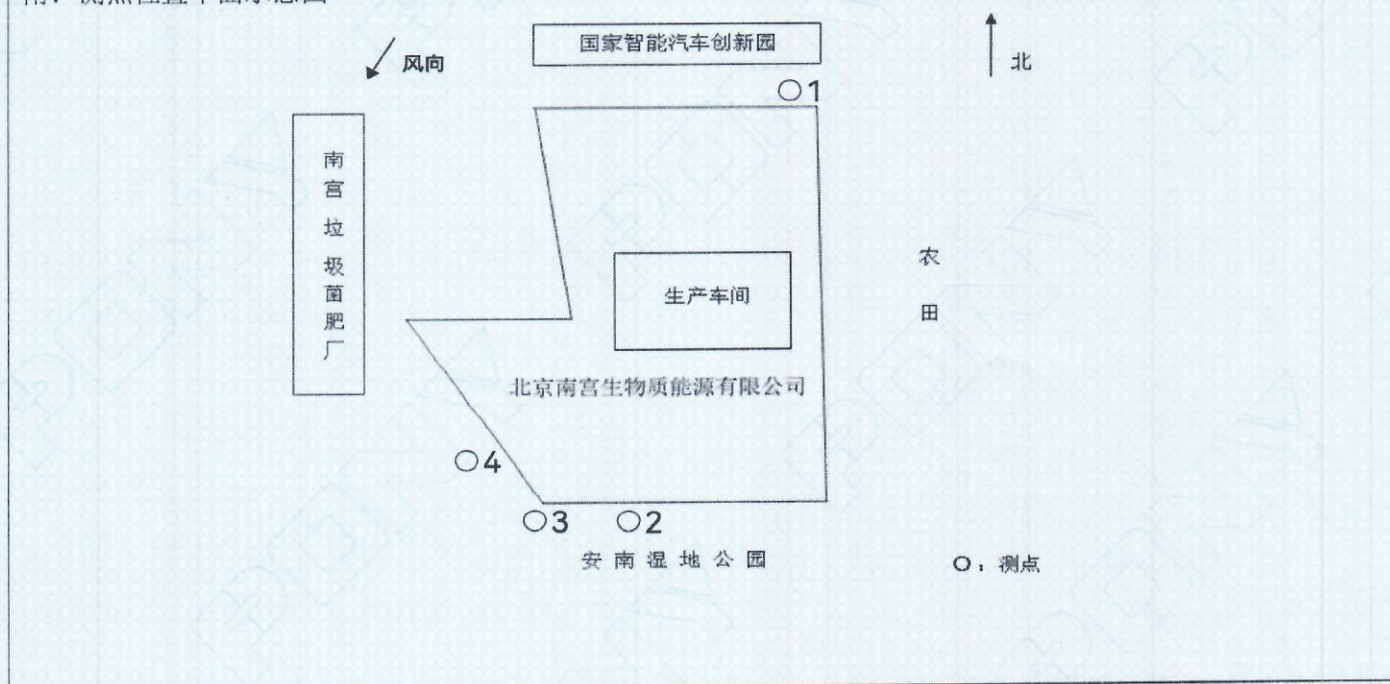 国家智能汽车创新园
风向
北
○1
南宫垃圾菌肥厂
农田
生产车间
北京南宫生物质能源有限公司
○4
○3
○2
安南湿地公园
○：测点